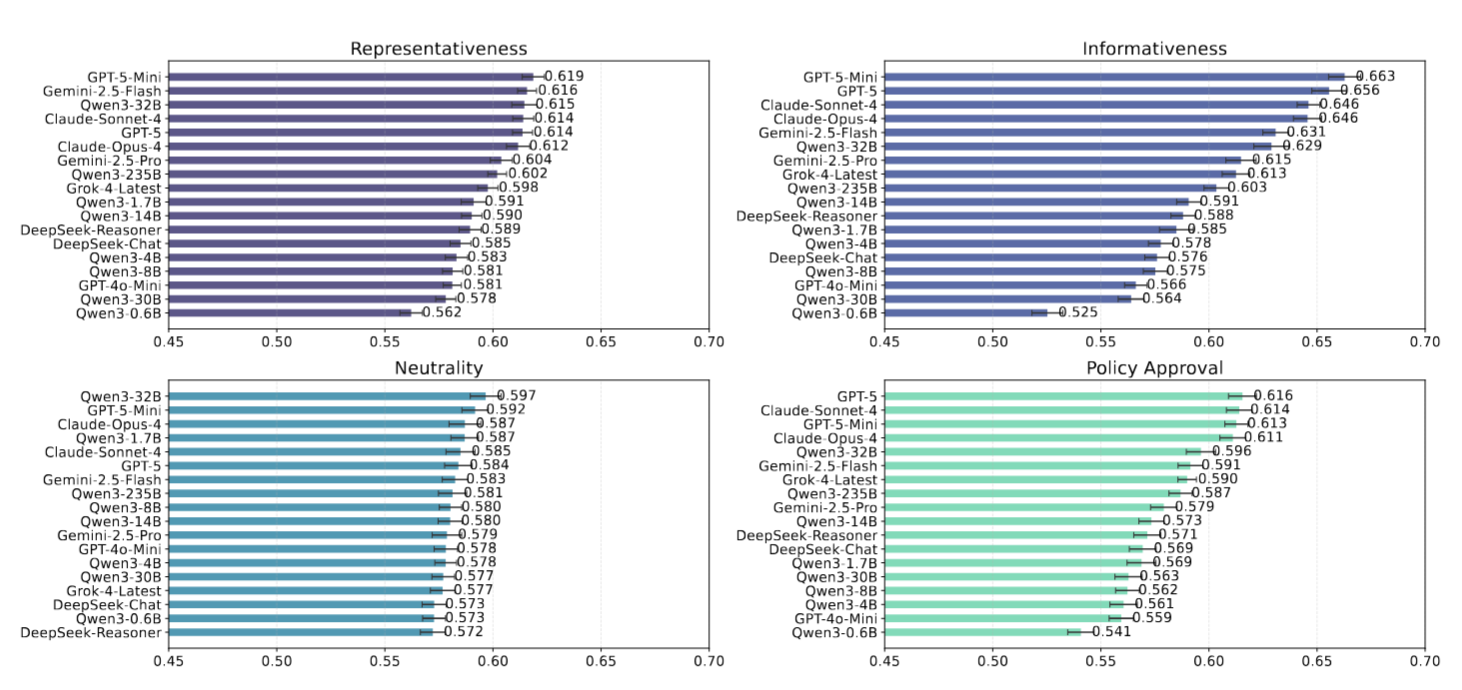 Representativeness
GPT-5-Mini 0.619
Gemini-2.5-Flash 0.616
Qwen3-32B 0.615
Claude-Sonnet-4 0.614
GPT-5 0.614
Claude-Opus-4 0.612
Gemini-2.5-Pro 0.604
Qwen3-235B 0.602
Grok-4-Latest 0.598
Qwen3-1.7B 0.591
Qwen3-14B 0.590
DeepSeek-Reasoner 0.589
DeepSeek-Chat 0.585
Qwen3-4B 0.583
Qwen3-8B 0.581
GPT-4o-Mini 0.581
Qwen3-30B 0.578
Qwen3-0.6B 0.562
0.45 0.50 0.55 0.60 0.65 0.70
Informativeness
GPT-5-Mini 0.663
GPT-5 0.656
Claude-Sonnet-4 0.646
Claude-Opus-4 0.646
Gemini-2.5-Flash 0.631
Qwen3-32B 0.629
Gemini-2.5-Pro 0.615
Grok-4-Latest 0.613
Qwen3-235B 0.603
Qwen3-14B 0.591
DeepSeek-Reasoner 0.588
Qwen3-1.7B 0.585
Qwen3-4B 0.578
DeepSeek-Chat 0.576
Qwen3-8B 0.575
GPT-4o-Mini 0.566
Qwen3-30B 0.564
Qwen3-0.6B 0.525
0.45 0.50 0.55 0.60 0.65 0.70
Neutrality
Qwen3-32B 0.597
GPT-5-Mini 0.592
Claude-Opus-4 0.587
Qwen3-1.7B 0.587
Claude-Sonnet-4 0.585
GPT-5 0.584
Gemini-2.5-Flash 0.583
Qwen3-235B 0.581
Qwen3-8B 0.580
Qwen3-14B 0.580
Gemini-2.5-Pro 0.579
GPT-4o-Mini 0.578
Qwen3-4B 0.578
Qwen3-30B 0.577
Grok-4-Latest 0.577
DeepSeek-Chat 0.573
Qwen3-0.6B 0.573
DeepSeek-Reasoner 0.572
0.45 0.50 0.55 0.60 0.65 0.70
Policy Approval
GPT-5 0.616
Claude-Sonnet-4 0.614
GPT-5-Mini 0.613
Claude-Opus-4 0.611
Qwen3-32B 0.596
Gemini-2.5-Flash 0.591
Grok-4-Latest 0.590
Qwen3-235B 0.587
Gemini-2.5-Pro 0.579
Qwen3-14B 0.573
DeepSeek-Reasoner 0.571
DeepSeek-Chat 0.569
Qwen3-1.7B 0.569
Qwen3-30B 0.563
Qwen3-8B 0.562
Qwen3-4B 0.561
GPT-4o-Mini 0.559
Qwen3-0.6B 0.541
0.45 0.50 0.55 0.60 0.65 0.70